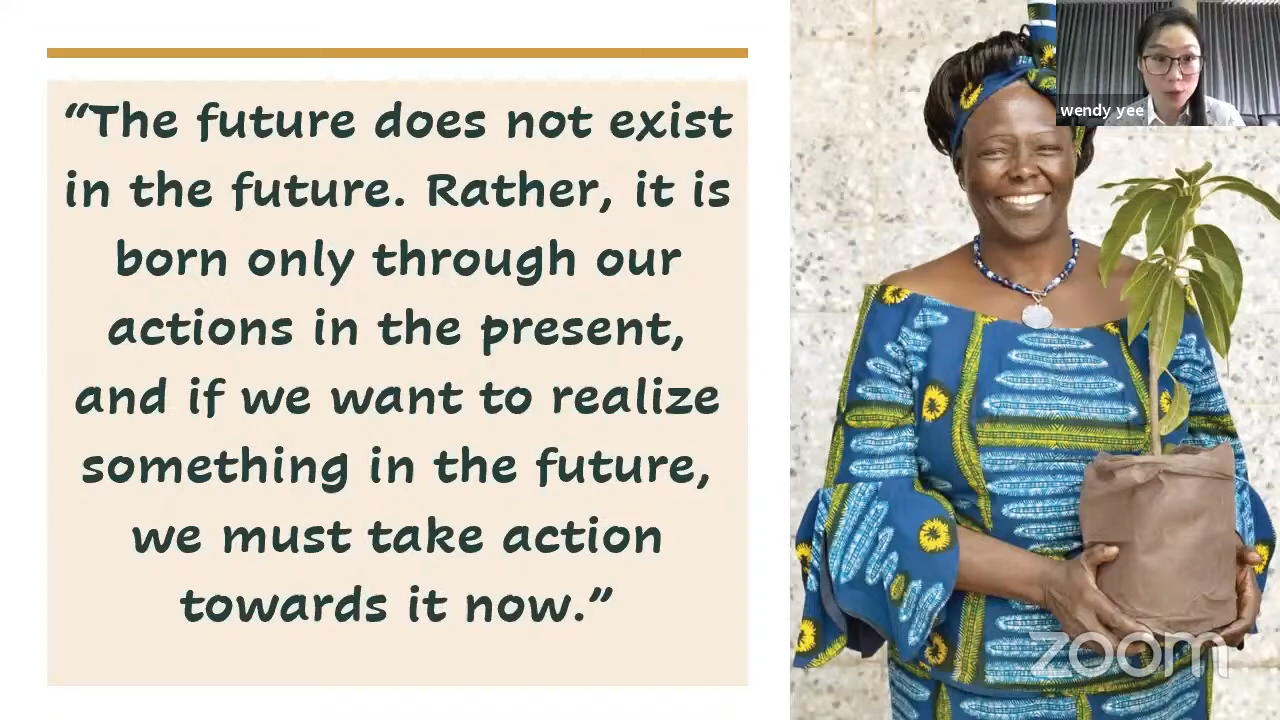 “The future does not exist
in the future. Rather, it is
born only through our
actions in the present,
and if we want to realize
something in the future,
we must take action
towards it now.”
wendy yee
zoom